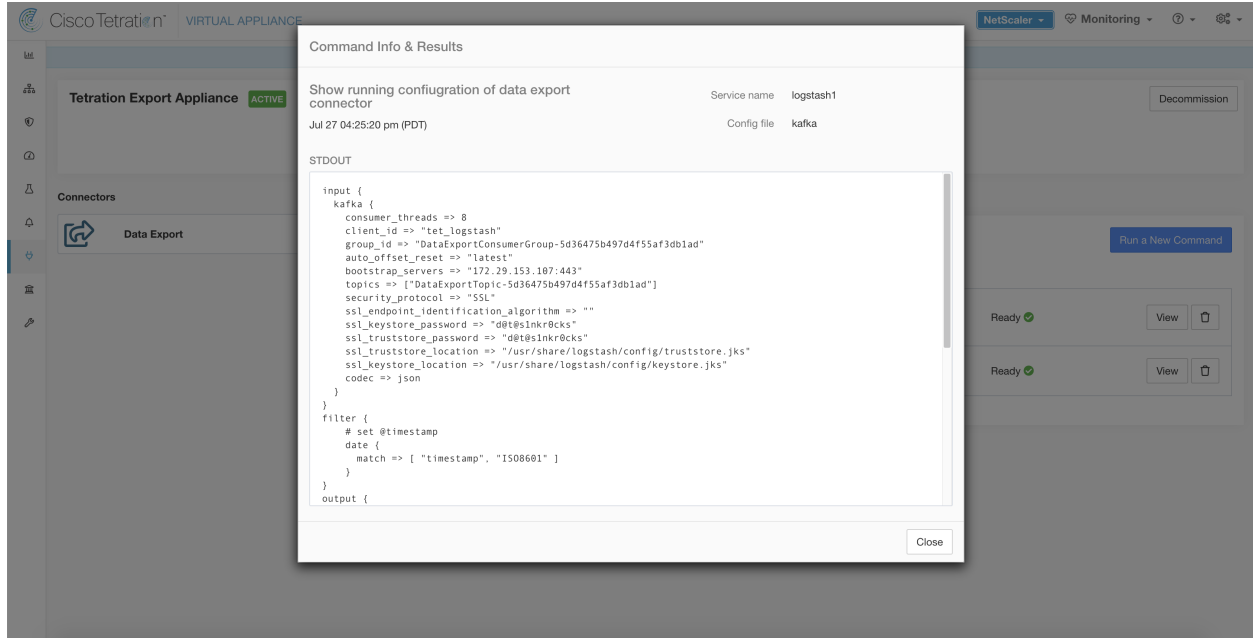 Cisco Tetration™ VIRTUAL APPLIANCE
NetScaler
Monitoring
Tetration Export Appliance ACTIVE
Decommission
Connectors
Data Export
Run a New Command
Ready
View
Ready
View
Command Info & Results
Show running confiugration of data export
connector
Jul 27 04:25:20 pm (PDT)
Service name logstash1
Config file kafka
STDOUT
input {
kafka {
consumer_threads => 8
client_id => "tet_logstash"
group_id => "DataExportConsumerGroup-5d36475b497d4f55af3db1ad"
auto_offset_reset => "latest"
bootstrap_servers => "172.29.153.107:443"
topics => ["DataExportTopic-5d36475b497d4f55af3db1ad"]
security_protocol => "SSL"
ssl_endpoint_identification_algorithm => ""
ssl_keystore_password => "d@t@s1nkr0cks"
ssl_truststore_password => "d@t@s1nkr0cks"
ssl_truststore_location => "/usr/share/logstash/config/truststore.jks"
ssl_keystore_location => "/usr/share/logstash/config/keystore.jks"
codec => json
}
}
filter {
# set @timestamp
date {
match => [ "timestamp", "ISO8601" ]
}
}
output {
Close